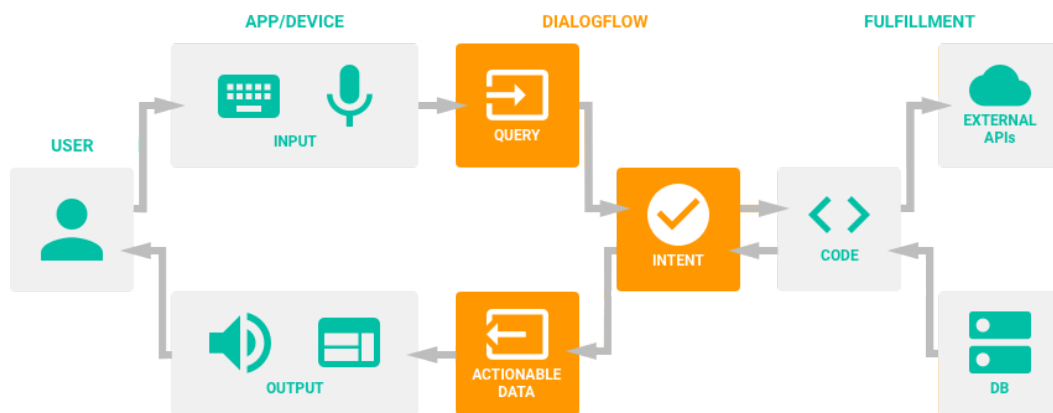 APP/DEVICE
DIALOGFLOW
FULFILLMENT
USER
INPUT
QUERY
EXTERNAL
APIs
INTENT
CODE
OUTPUT
ACTIONABLE
DATA
DB